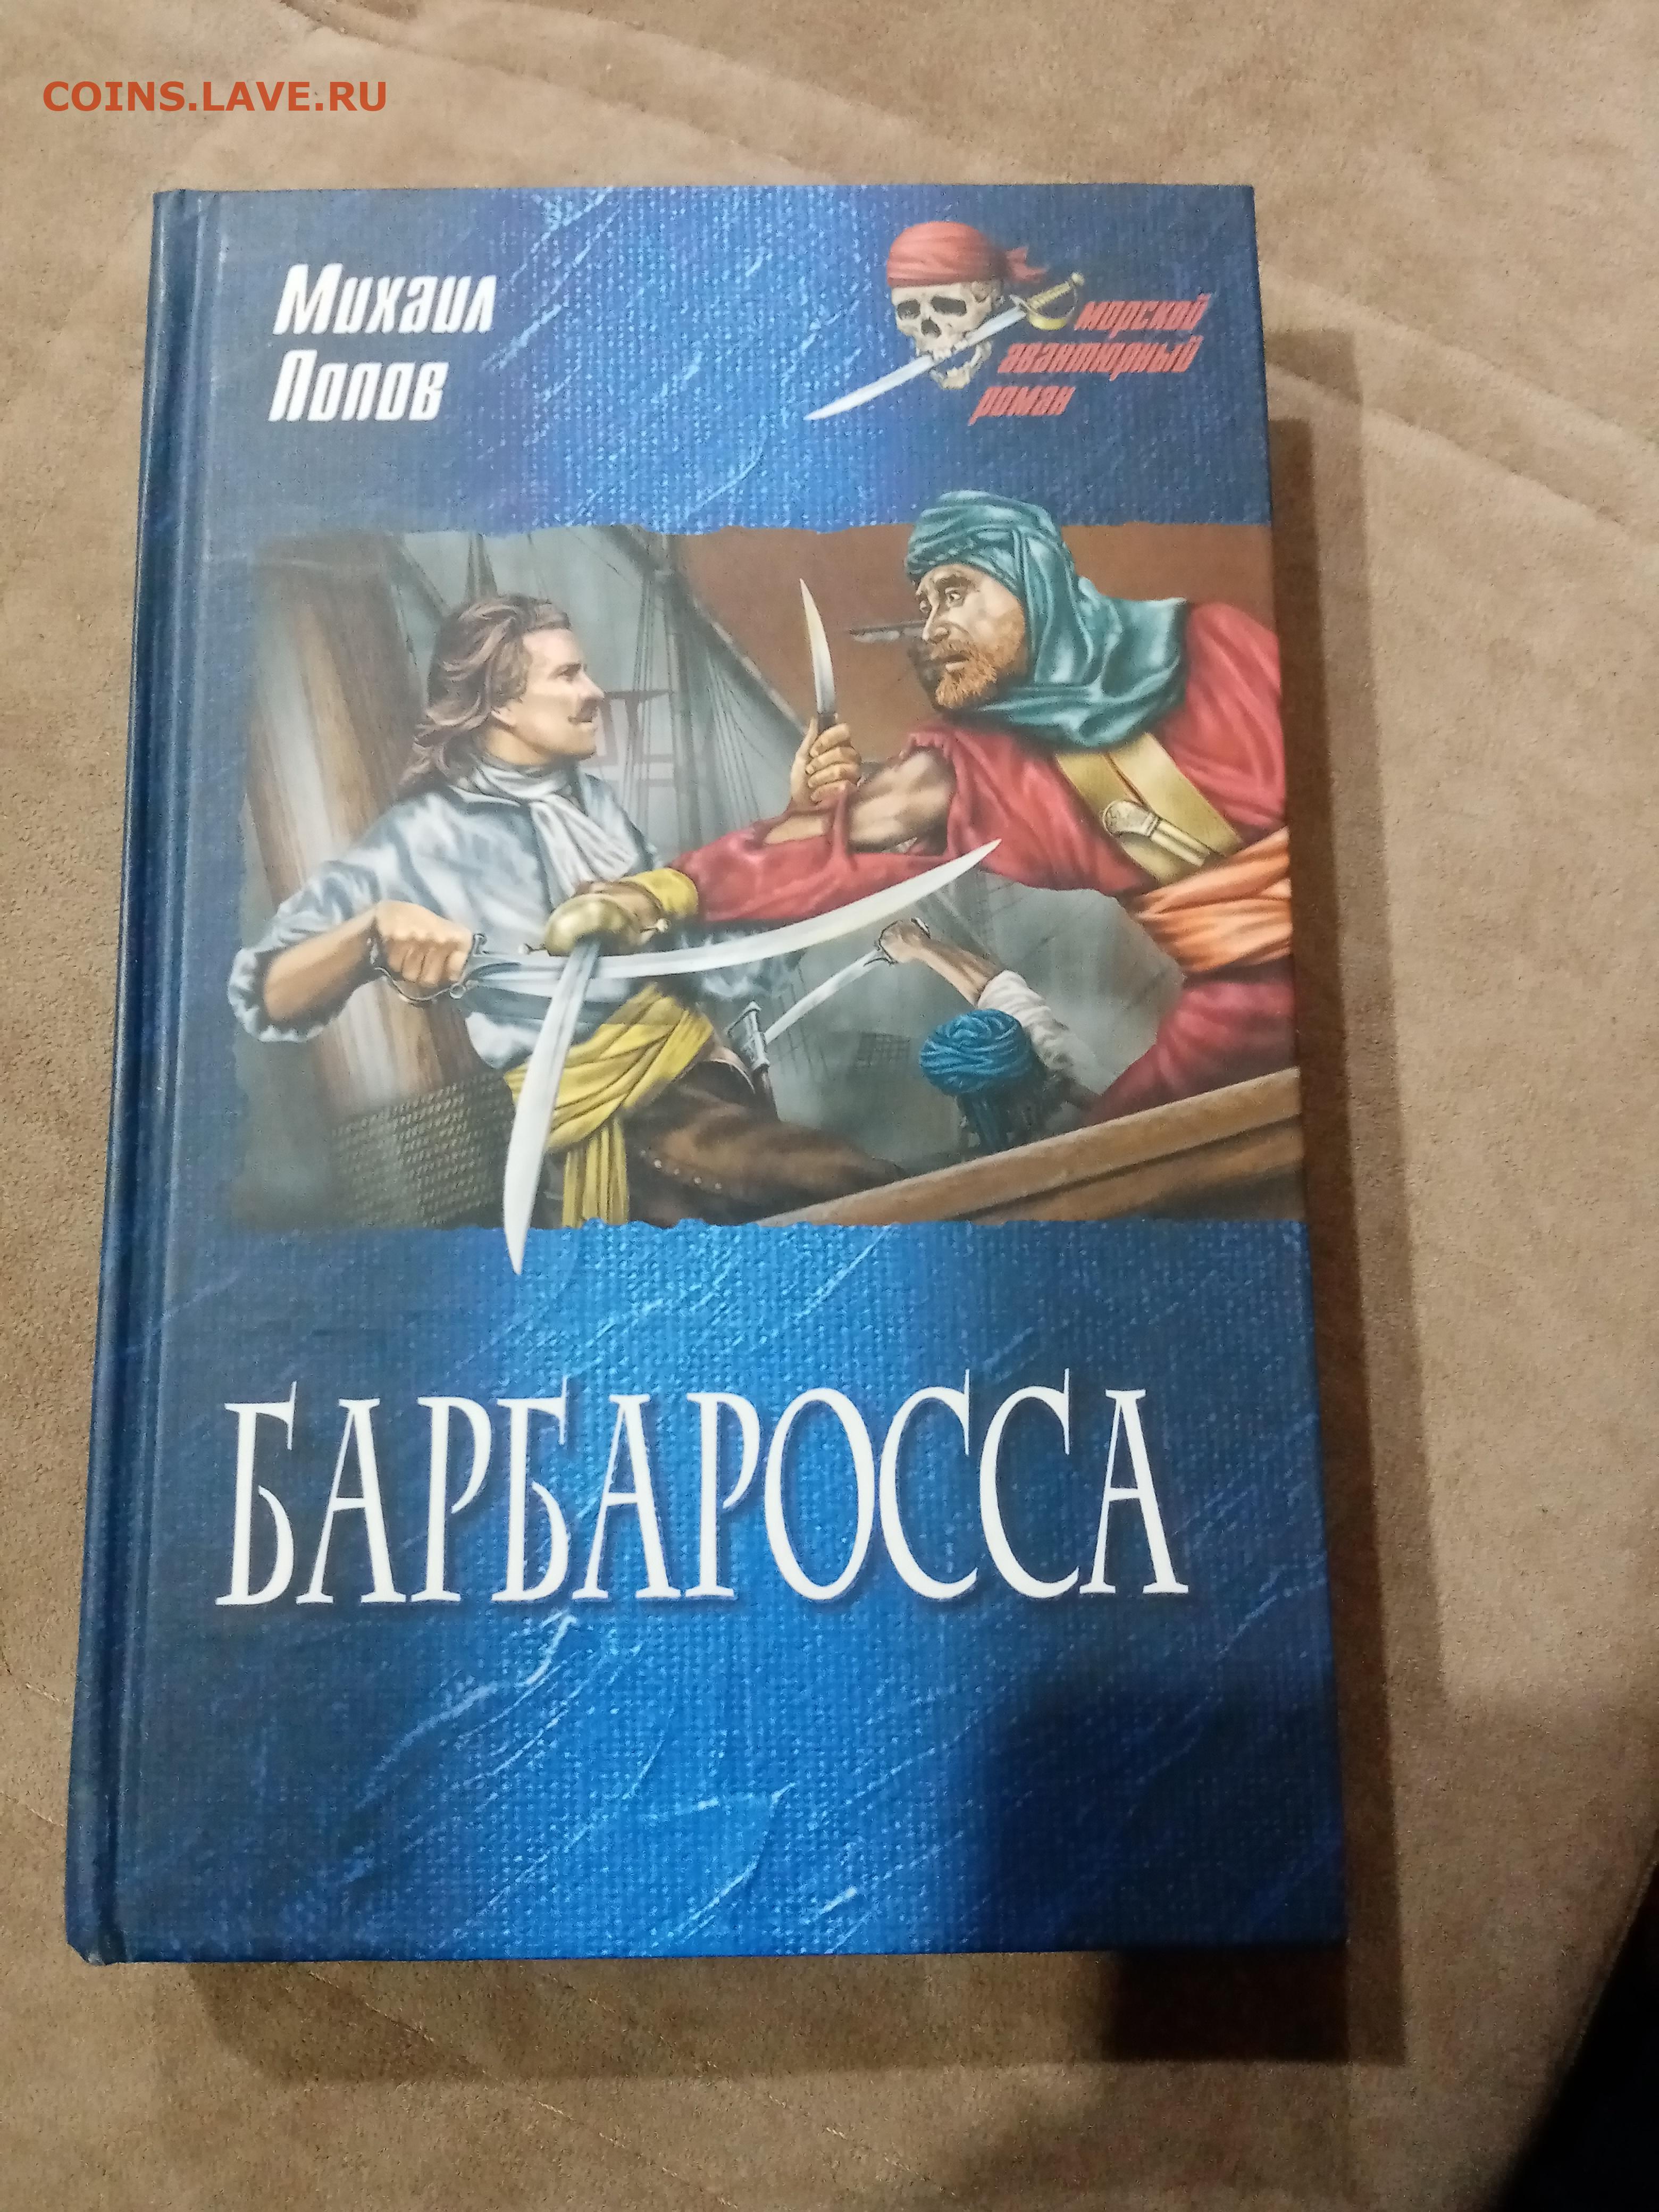 COINS.LAVE.RU
Михаил
Попов
морской
авантюрный
роман
БАРБАРОССА